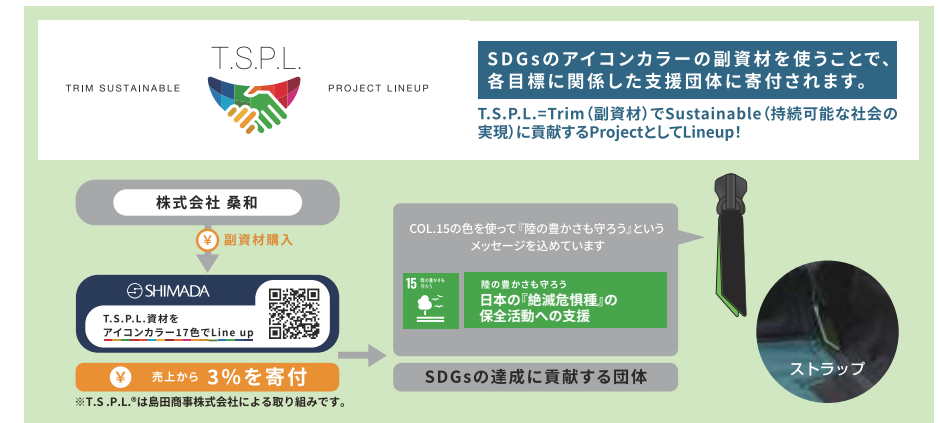 T.S.P.L.
TRIM SUSTAINABLE
PROJECT LINEUP
SDGsのアイコンカラーの副資材を使うことで、
各目標に関係した支援団体に寄付されます。
T.S.P.L.=Trim（副資材）でSustainable（持続可能な社会の
実現）に貢献するProjectとしてLineup！
株式会社 桑和
¥ 副資材購入
SHIMADA
T.S.P.L.資材を
アイコンカラー17色でLine up
¥ 売上から 3%を寄付
※T.S.P.L.®は島田商事株式会社による取り組みです。
COL.15の色を使って『陸の豊かさも守ろう』という
メッセージを込めています
15 陸の豊かさも
守ろう
陸の豊かさも守ろう
日本の『絶滅危惧種』の
保全活動への支援
SDGsの達成に貢献する団体
ストラップ